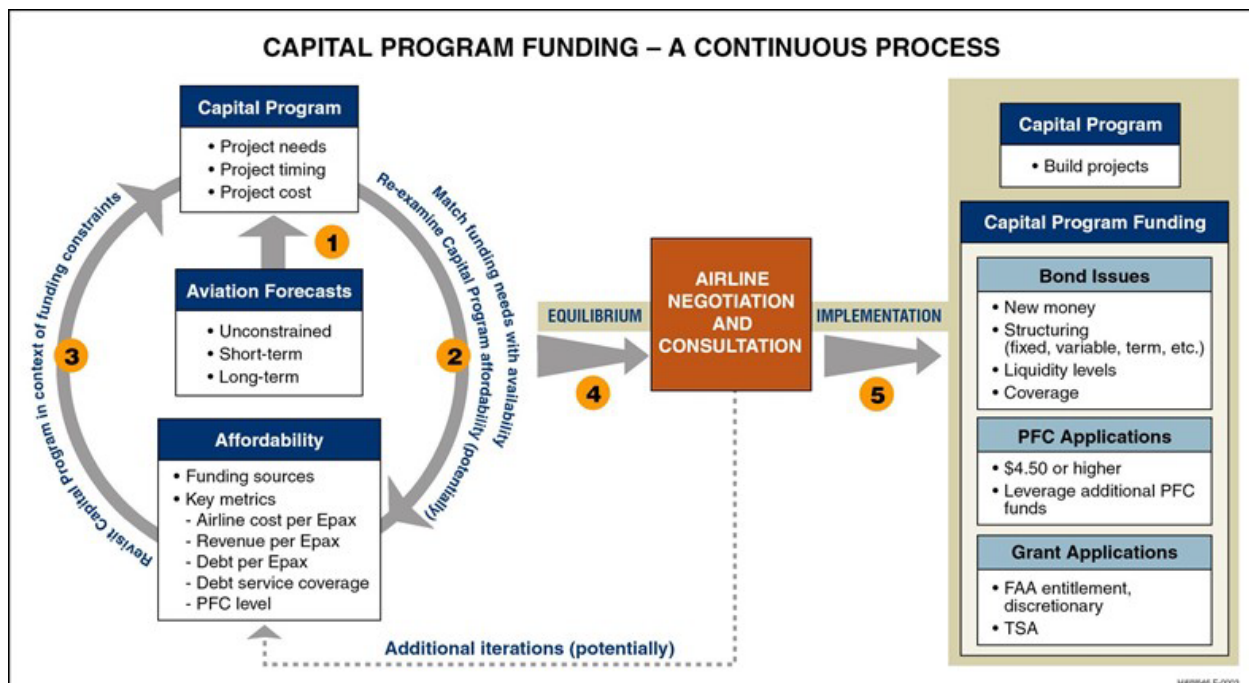 CAPITAL PROGRAM FUNDING – A CONTINUOUS PROCESS
Capital Program
• Project needs
• Project timing
• Project cost
1
Aviation Forecasts
• Unconstrained
• Short-term
• Long-term
Match funding needs with availability
Re-examine Capital Program affordability (potentially)
2
Affordability
• Funding sources
• Key metrics
- Airline cost per Epax
- Revenue per Epax
- Debt per Epax
- Debt service coverage
- PFC level
3
Revisit Capital Program in context of funding constraints
EQUILIBRIUM
4
AIRLINE
NEGOTIATION
AND
CONSULTATION
IMPLEMENTATION
5
Additional iterations (potentially)
Capital Program
• Build projects
Capital Program Funding
Bond Issues
• New money
• Structuring
(fixed, variable, term, etc.)
• Liquidity levels
• Coverage
PFC Applications
• $4.50 or higher
• Leverage additional PFC
funds
Grant Applications
• FAA entitlement,
discretionary
• TSA